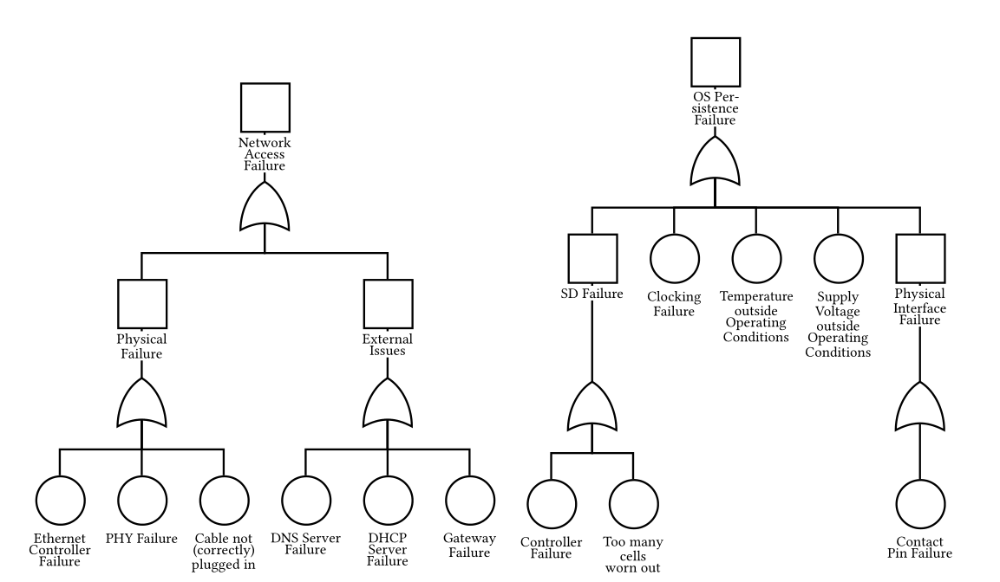 Network
Access
Failure
Physical
Failure
External
Issues
Ethernet
Controller
Failure
PHY Failure
Cable not
(correctly)
plugged in
DNS Server
Failure
DHCP
Server
Failure
Gateway
Failure
OS Per-
sistence
Failure
SD Failure
Clocking
Failure
Temperature
outside
Operating
Conditions
Supply
Voltage
outside
Operating
Conditions
Physical
Interface
Failure
Controller
Failure
Too many
cells
worn out
Contact
Pin Failure